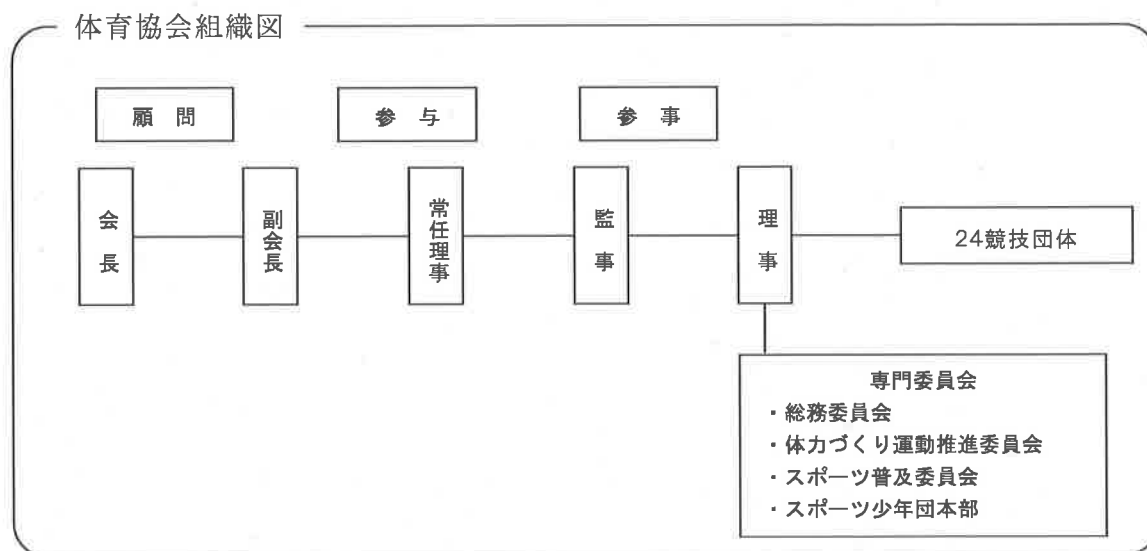 体育協会組織図
顧 問
参 与
参 事
会長
副会長
常任理事
監事
理事
24競技団体
専門委員会
・総務委員会
・体力づくり運動推進委員会
・スポーツ普及委員会
・スポーツ少年団本部